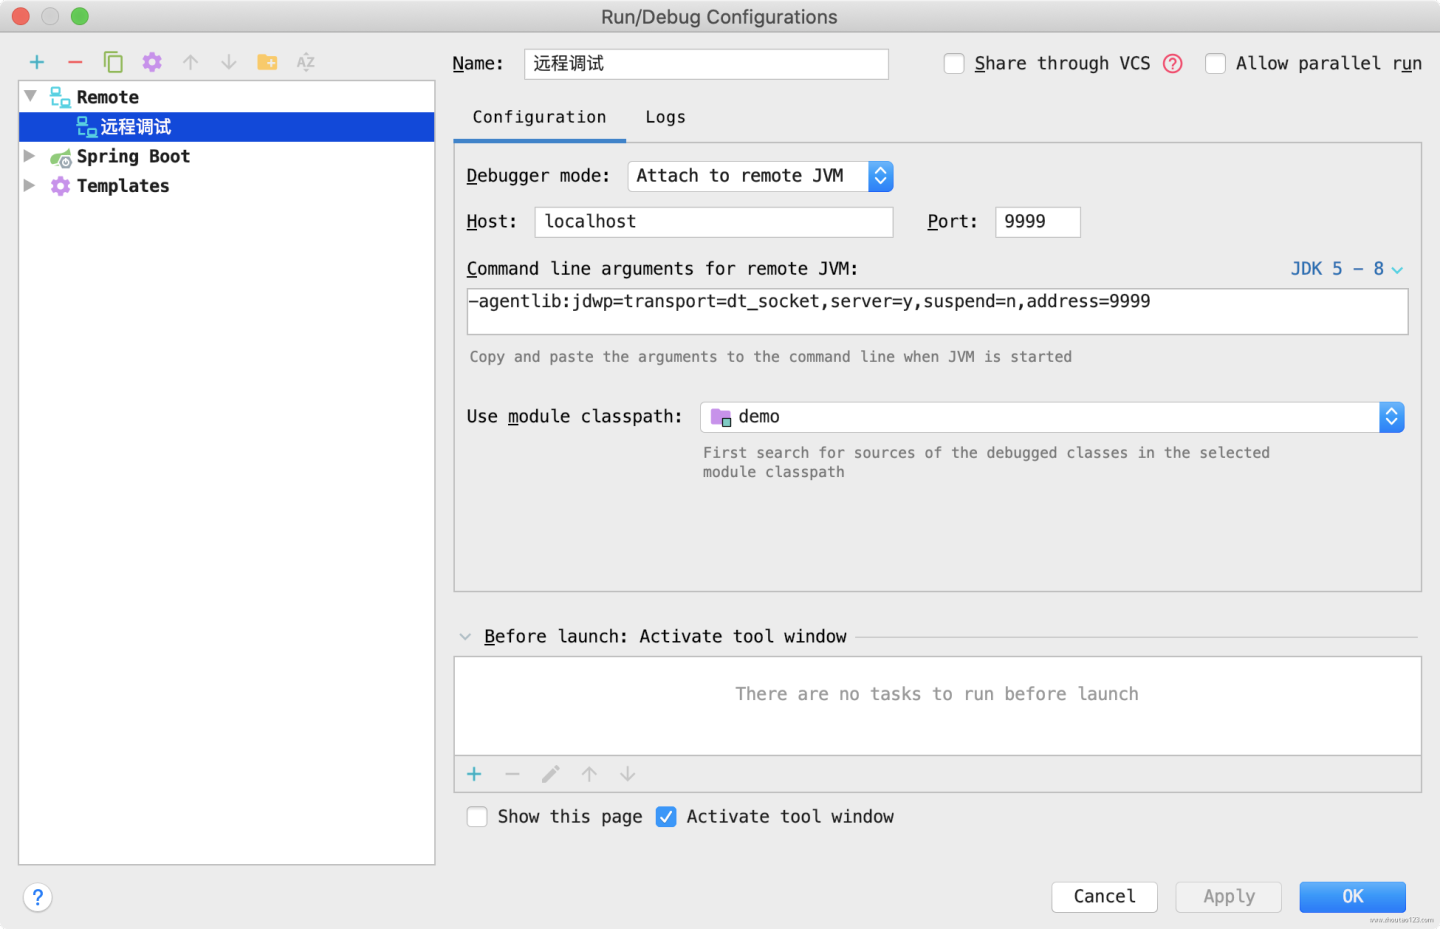 Run/Debug Configurations
Name: 远程调试
Share through VCS
Allow parallel run
Remote
远程调试
Spring Boot
Templates
Configuration
Logs
Debugger mode: Attach to remote JVM
Host: localhost
Port: 9999
Command line arguments for remote JVM:
JDK 5 - 8
-agentlib:jdwp=transport=dt_socket,server=y,suspend=n,address=9999
Copy and paste the arguments to the command line when JVM is started
Use module classpath: demo
First search for sources of the debugged classes in the selected
module classpath
Before launch: Activate tool window
There are no tasks to run before launch
Show this page
Activate tool window
?
Cancel
Apply
OK